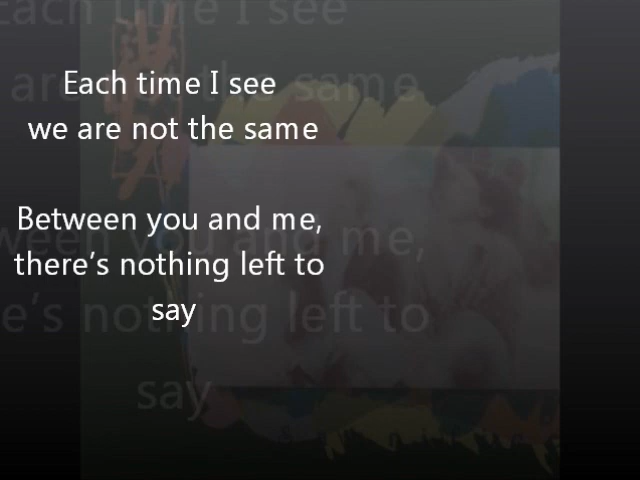 Each time I see
we are not the same
Between you and me,
there's nothing left to
say